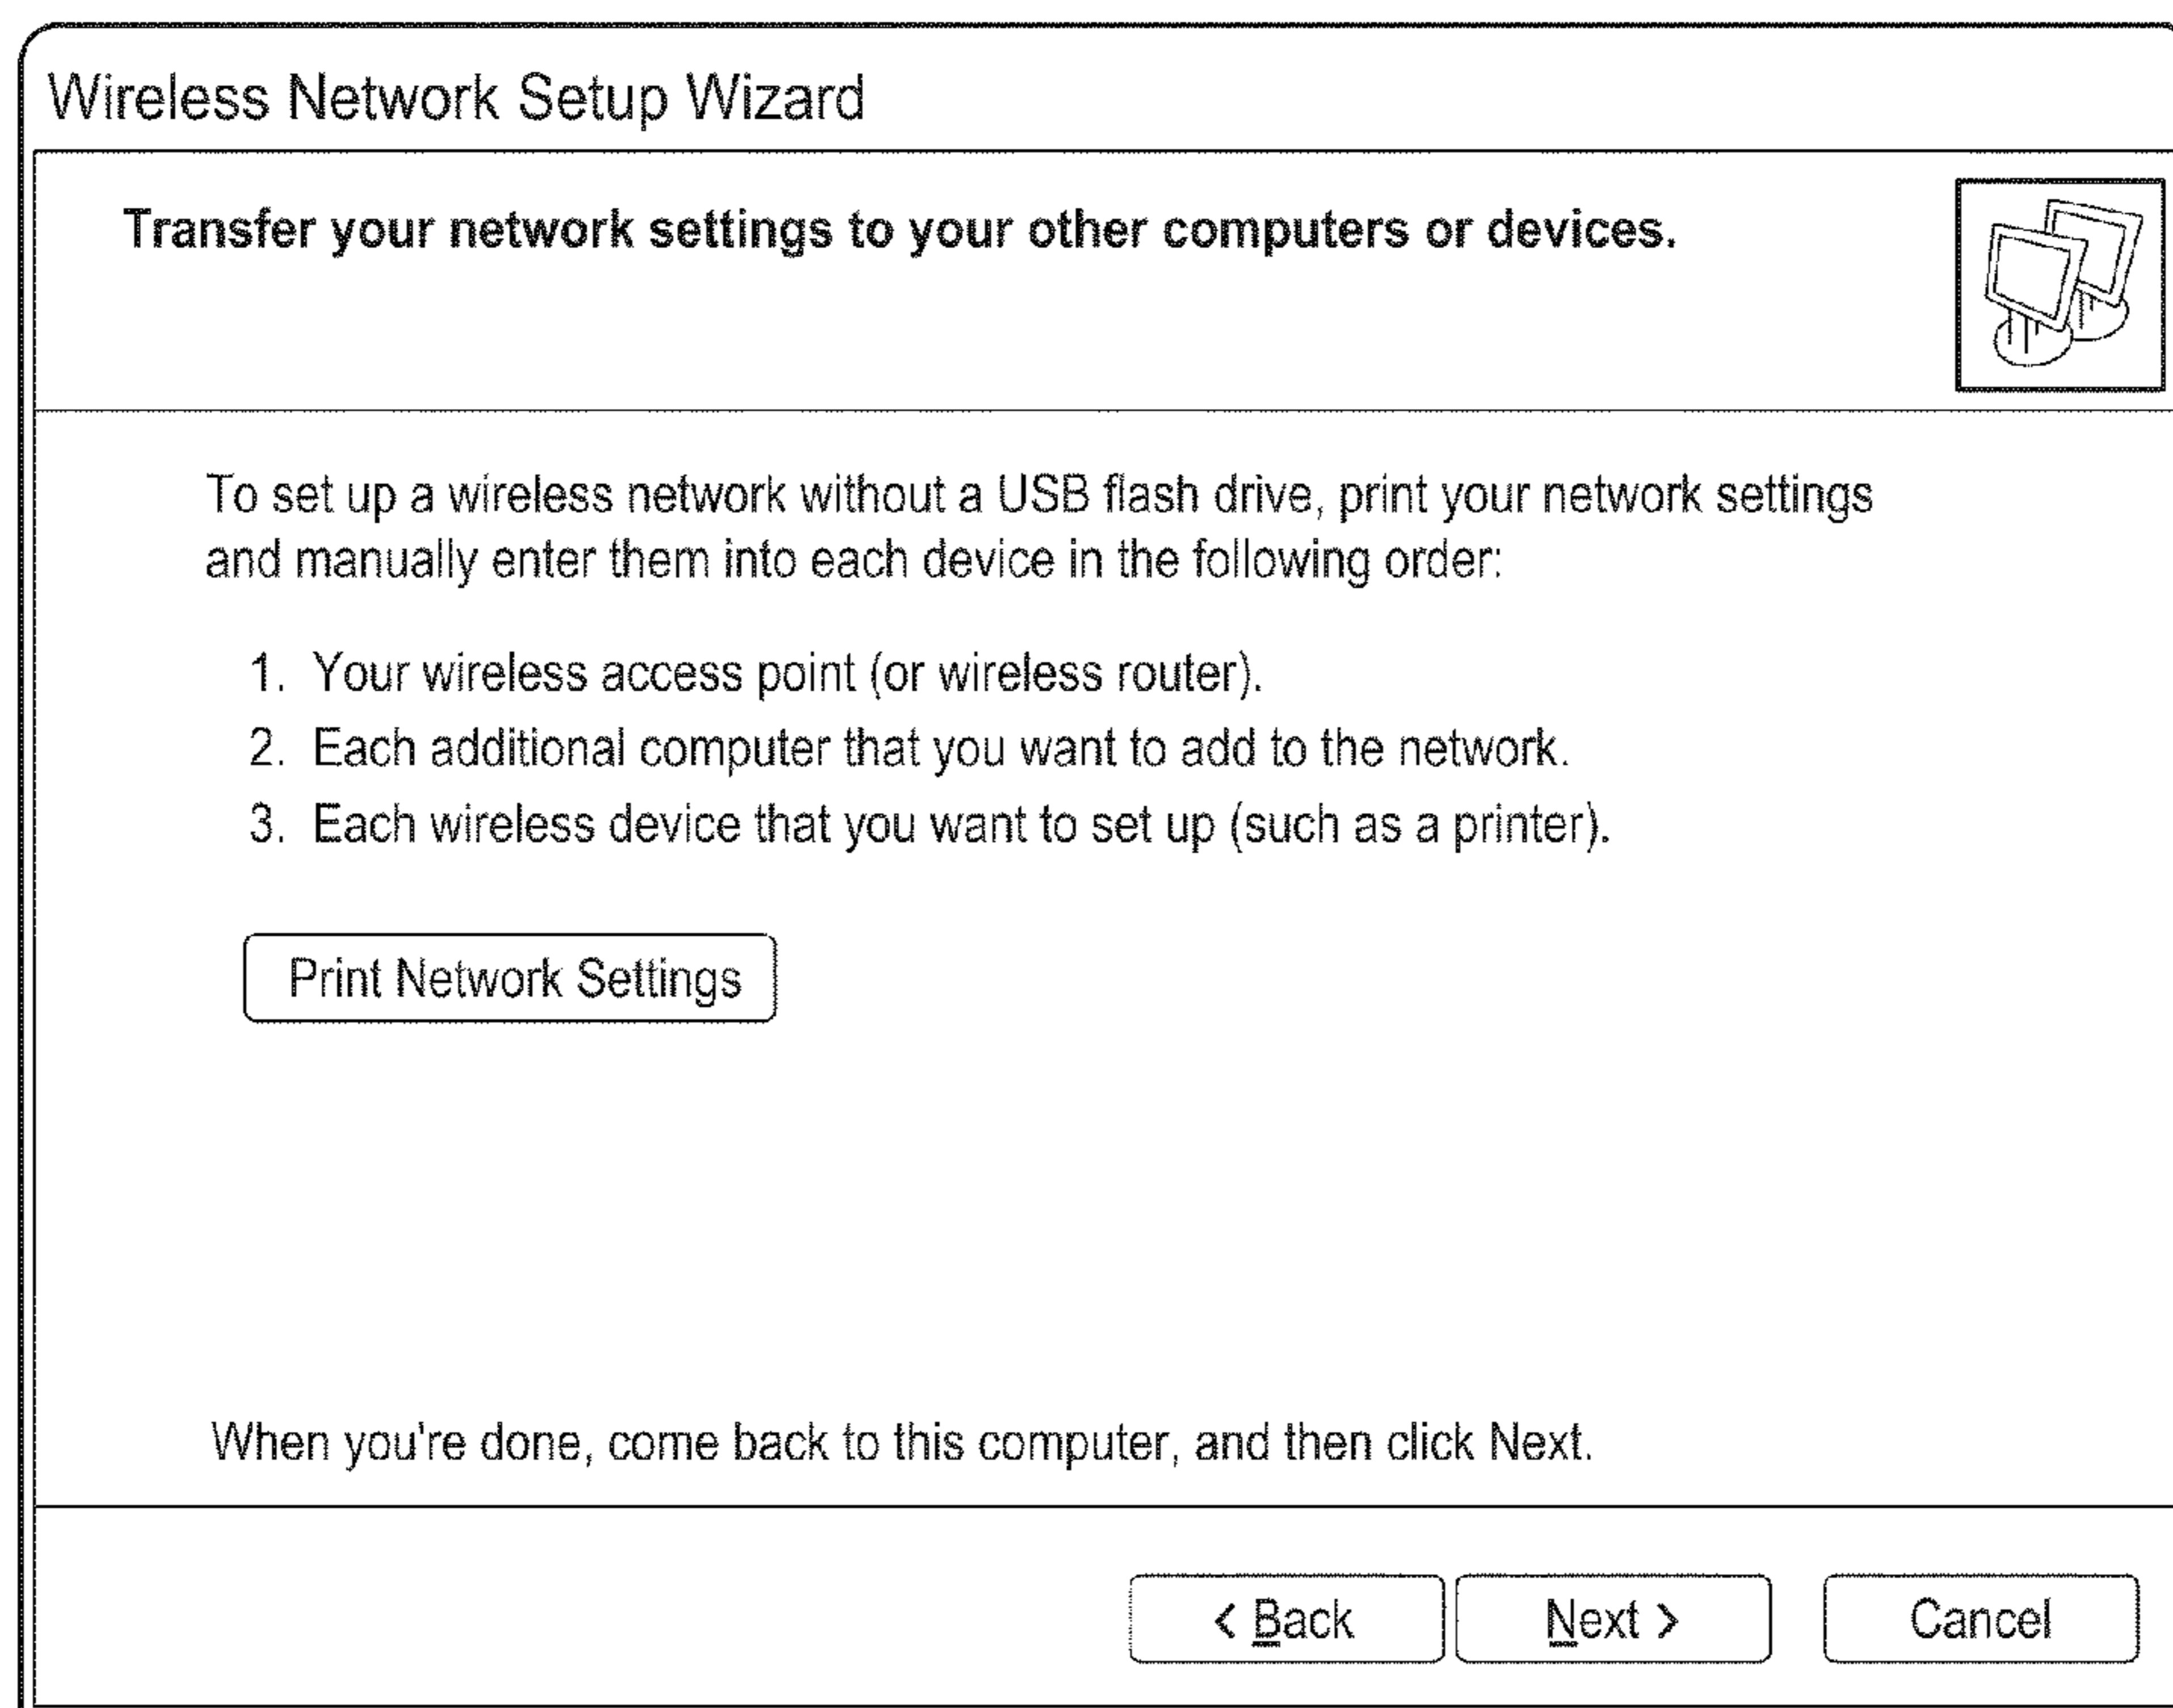 Wireless Network Setup Wizard
Transfer your network settings to your other computers or devices.
To set up a wireless network without a USB flash drive, print your network settings
and manually enter them into each device in the following order:
1. Your wireless access point (or wireless router).
2. Each additional computer that you want to add to the network.
3. Each wireless device that you want to set up (such as a printer).
Print Network Settings
When you're done, come back to this computer, and then click Next.
< Back Next > Cancel